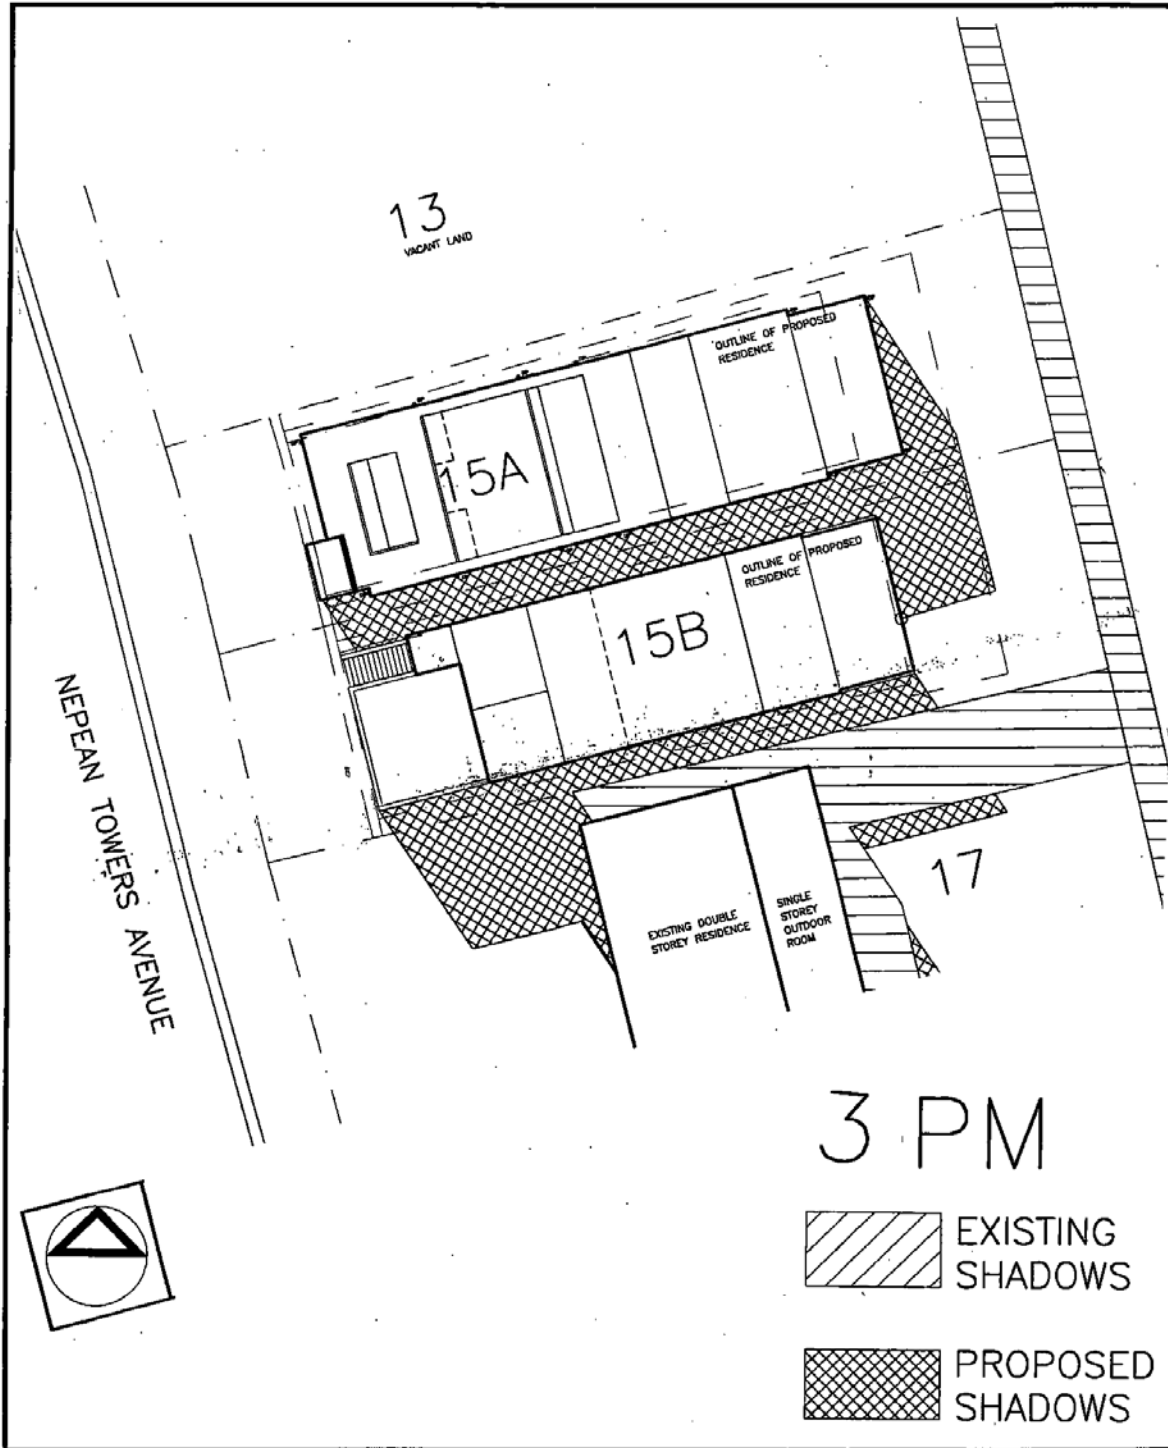 13
VACANT LAND
OUTLINE OF PROPOSED
RESIDENCE
15A
OUTLINE OF PROPOSED
RESIDENCE
15B
NEPEAN TOWERS AVENUE
17
EXISTING DOUBLE
STOREY RESIDENCE
SINGLE
STOREY
OUTDOOR
ROOM
3 PM
EXISTING
SHADOWS
PROPOSED
SHADOWS